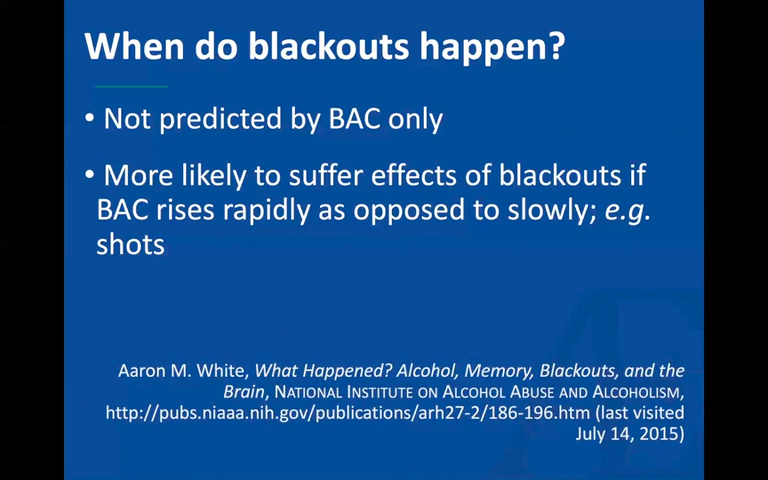 When do blackouts happen?
• Not predicted by BAC only
• More likely to suffer effects of blackouts if
BAC rises rapidly as opposed to slowly; e.g.
shots
Aaron M. White, What Happened? Alcohol, Memory, Blackouts, and the
Brain, NATIONAL INSTITUTE ON ALCOHOL ABUSE AND ALCOHOLISM,
http://pubs.niaaa.nih.gov/publications/arh27-2/186-196.htm (last visited
July 14, 2015)